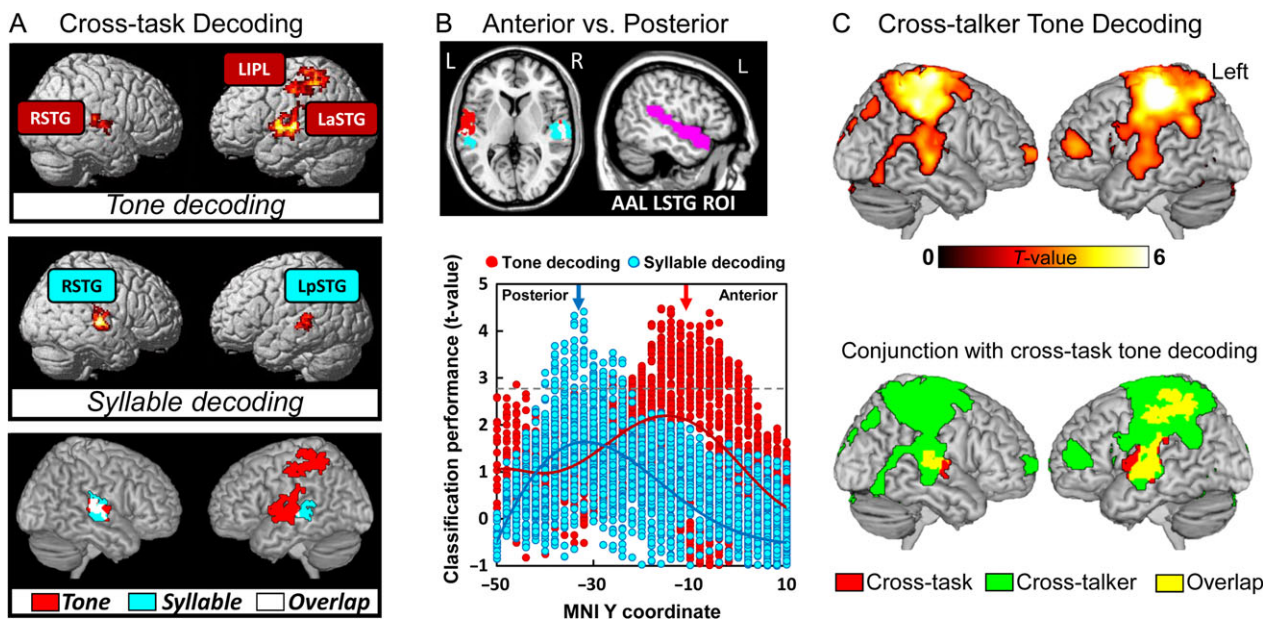 A Cross-task Decoding
LIPL
RSTG
LaSTG
Tone decoding
RSTG
LpSTG
Syllable decoding
Tone Syllable Overlap
B Anterior vs. Posterior
L R L
AAL LSTG ROI
Tone decoding Syllable decoding
Classification performance (t-value)
Posterior Anterior
5
4
3
2
1
0
−1
-50 -30 -10 10
MNI Y coordinate
C Cross-talker Tone Decoding
Left
0 T-value 6
Conjunction with cross-task tone decoding
Cross-task Cross-talker Overlap